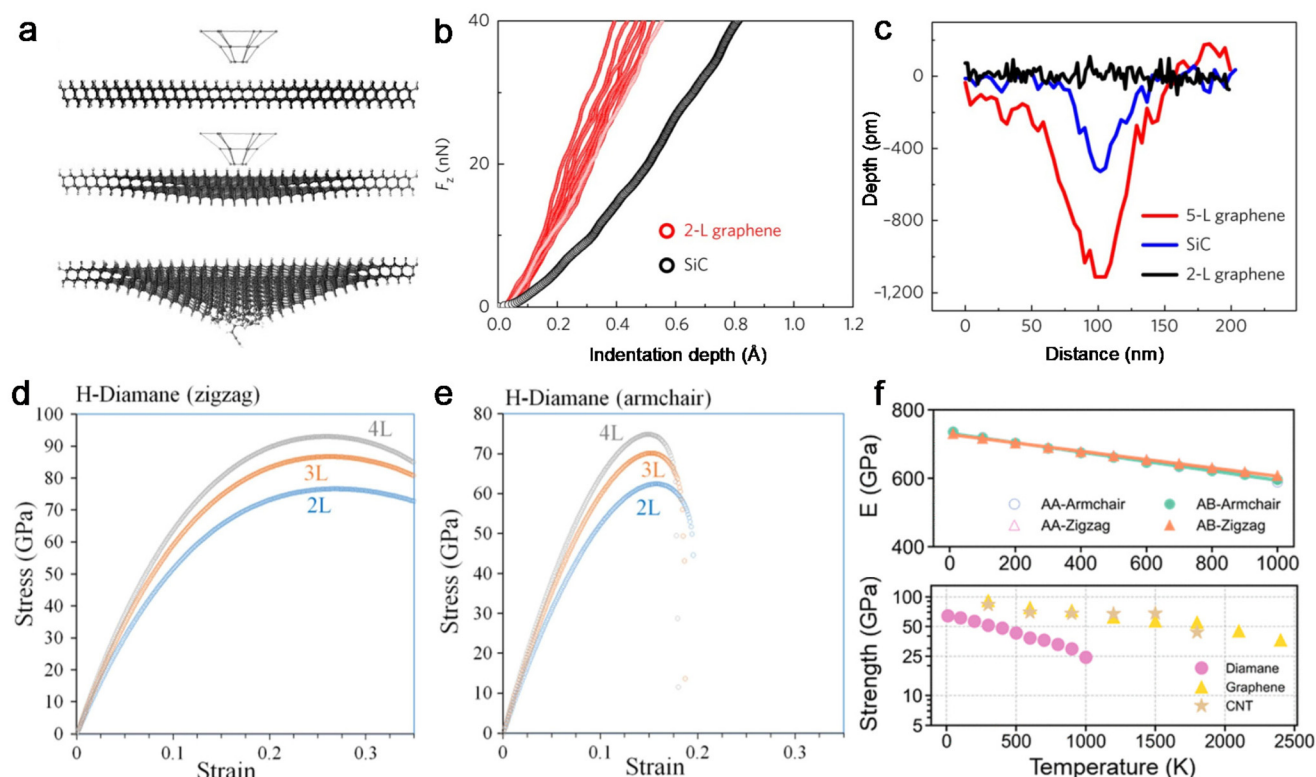 a
b
40
20
0
F_z (nN)
2-L graphene
SiC
0.0 0.2 0.4 0.6 0.8 1.0 1.2
Indentation depth (Å)
c
0
-400
-800
-1,200
Depth (pm)
5-L graphene
SiC
2-L graphene
0 50 100 150 200
Distance (nm)
d
H-Diamane (zigzag)
100
90
80
70
60
50
40
30
20
10
0
Stress (GPa)
4L
3L
2L
0 0.1 0.2 0.3
Strain
e
H-Diamane (armchair)
80
70
60
50
40
30
20
10
0
Stress (GPa)
4L
3L
2L
0 0.1 0.2 0.3
Strain
f
800
600
400
E (GPa)
AA-Armchair AB-Armchair
AA-Zigzag AB-Zigzag
0 200 400 600 800 1000
100
50
25
10
5
Strength (GPa)
Diamane
Graphene
CNT
0 500 1000 1500 2000 2500
Temperature (K)